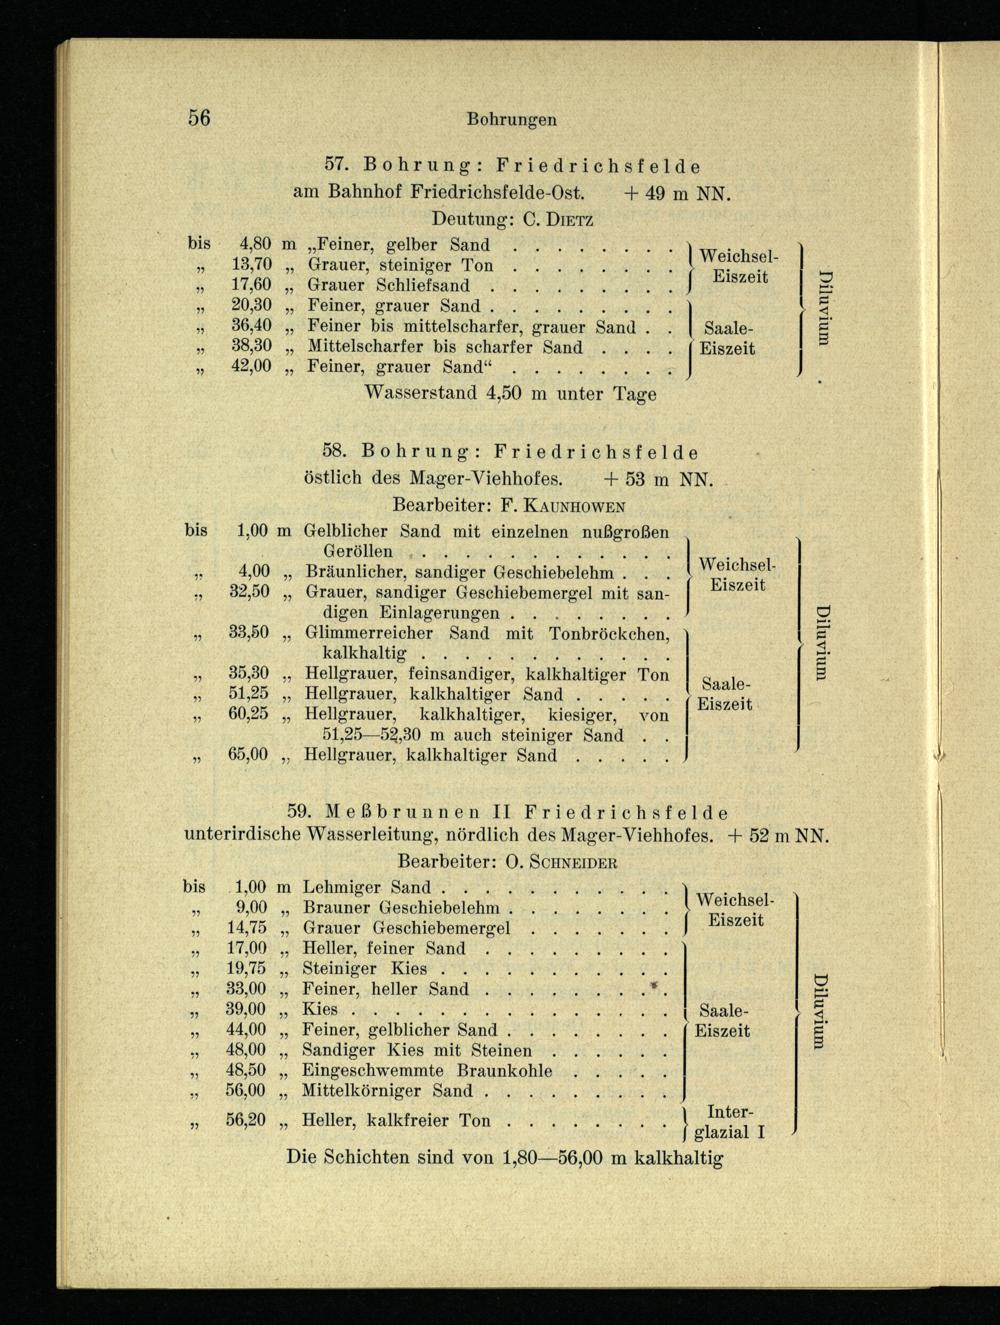 56 Bohrungen
57. Bohrung: Friedrichsfelde
am Bahnhof Friedrichsfelde-Ost. + 49 m NN.
Deutung: C. DIETZ
bis 4,80 m „Feiner, gelber Sand . . . . . . . .
„ 13,70 „ Grauer, steiniger Ton . . . . . . . .
„ 17,60 „ Grauer Schliefsand . . . . . . . . .
Weichsel-
Eiszeit
„ 20,30 „ Feiner, grauer Sand . . . . . . . . .
„ 36,40 „ Feiner bis mittelscharfer, grauer Sand . .
„ 38,30 „ Mittelscharfer bis scharfer Sand . . . .
„ 42,00 „ Feiner, grauer Sand“ . . . . . . . .
Saale-
Eiszeit
Diluvium
Wasserstand 4,50 m unter Tage
58. Bohrung: Friedrichsfelde
östlich des Mager-Viehhofes. + 53 m NN.
Bearbeiter: F. KAUNHOWEN
bis 1,00 m Gelblicher Sand mit einzelnen nußgroßen
Geröllen . . . . . . . . . . . .
„ 4,00 „ Bräunlicher, sandiger Geschiebelehm . . .
„ 32,50 „ Grauer, sandiger Geschiebemergel mit san-
digen Einlagerungen . . . . . . . .
Weichsel-
Eiszeit
„ 33,50 „ Glimmerreicher Sand mit Tonbröckchen,
kalkhaltig . . . . . . . . . . . .
„ 35,30 „ Hellgrauer, feinsandiger, kalkhaltiger Ton
„ 51,25 „ Hellgrauer, kalkhaltiger Sand . . . . .
„ 60,25 „ Hellgrauer, kalkhaltiger, kiesiger, von
51,25—52,30 m auch steiniger Sand . .
„ 65,00 „ Hellgrauer, kalkhaltiger Sand . . . . .
Saale-
Eiszeit
Diluvium
59. Meßbrunnen II Friedrichsfelde
unterirdische Wasserleitung, nördlich des Mager-Viehhofes. + 52 m NN.
Bearbeiter: O. SCHNEIDER
bis 1,00 m Lehmiger Sand . . . . . . . . . . .
„ 9,00 „ Brauner Geschiebelehm . . . . . . . .
„ 14,75 „ Grauer Geschiebemergel . . . . . . .
Weichsel-
Eiszeit
„ 17,00 „ Heller, feiner Sand . . . . . . . . .
„ 19,75 „ Steiniger Kies . . . . . . . . . . .
„ 33,00 „ Feiner, heller Sand . . . . . . . . .
„ 39,00 „ Kies . . . . . . . . . . . . . . . .
„ 44,00 „ Feiner, gelblicher Sand . . . . . . . .
„ 48,00 „ Sandiger Kies mit Steinen . . . . . .
„ 48,50 „ Eingeschwemmte Braunkohle . . . . .
„ 56,00 „ Mittelkörniger Sand . . . . . . . . .
Saale-
Eiszeit
„ 56,20 „ Heller, kalkfreier Ton . . . . . . . .
Inter-
glazial I
Diluvium
Die Schichten sind von 1,80—56,00 m kalkhaltig